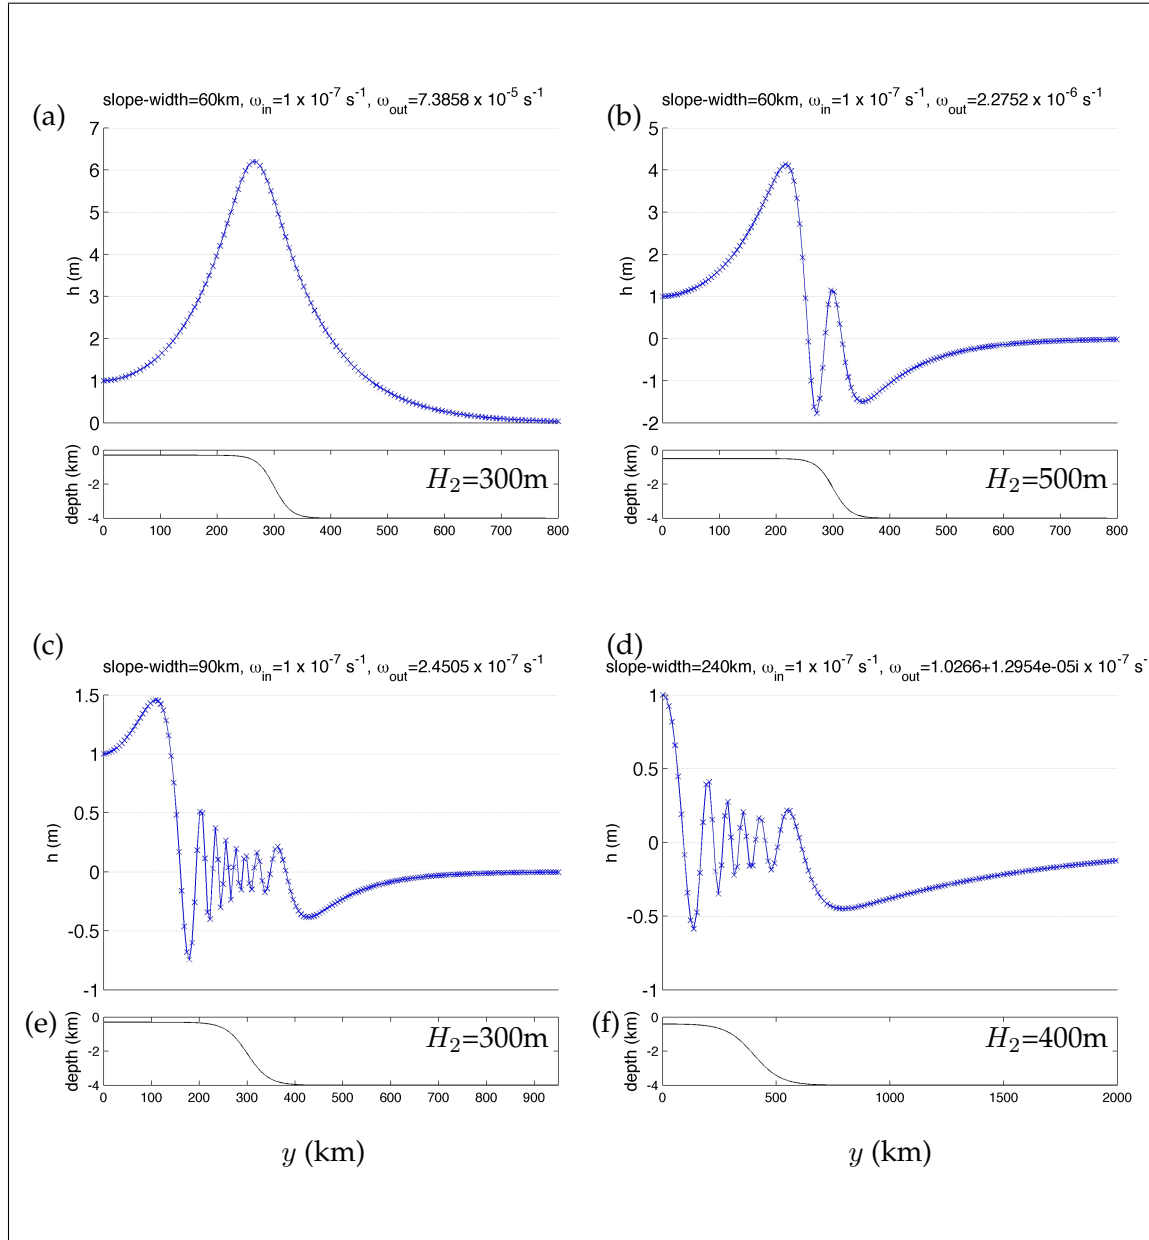 (a)
slope-width=60km, ω_in=1 x 10^-7 s^-1, ω_out=7.3858 x 10^-5 s^-1
7
6
5
4
3
2
1
0
h (m)
0
-2
-4
depth (km)
H_2=300m
0 100 200 300 400 500 600 700 800
(b)
slope-width=60km, ω_in=1 x 10^-7 s^-1, ω_out=2.2752 x 10^-6 s^-1
5
4
3
2
1
0
-1
-2
h (m)
0
-2
-4
depth (km)
H_2=500m
0 100 200 300 400 500 600 700 800
(c)
slope-width=90km, ω_in=1 x 10^-7 s^-1, ω_out=2.4505 x 10^-7 s^-1
1.5
1
0.5
0
-0.5
-1
h (m)
(e)
0
-2
-4
depth (km)
H_2=300m
0 100 200 300 400 500 600 700 800 900
y (km)
(d)
slope-width=240km, ω_in=1 x 10^-7 s^-1, ω_out=1.0266+1.2954e-05i x 10^-7 s^-
1
0.5
0
-0.5
-1
h (m)
(f)
0
-2
-4
depth (km)
H_2=400m
0 500 1000 1500 2000
y (km)